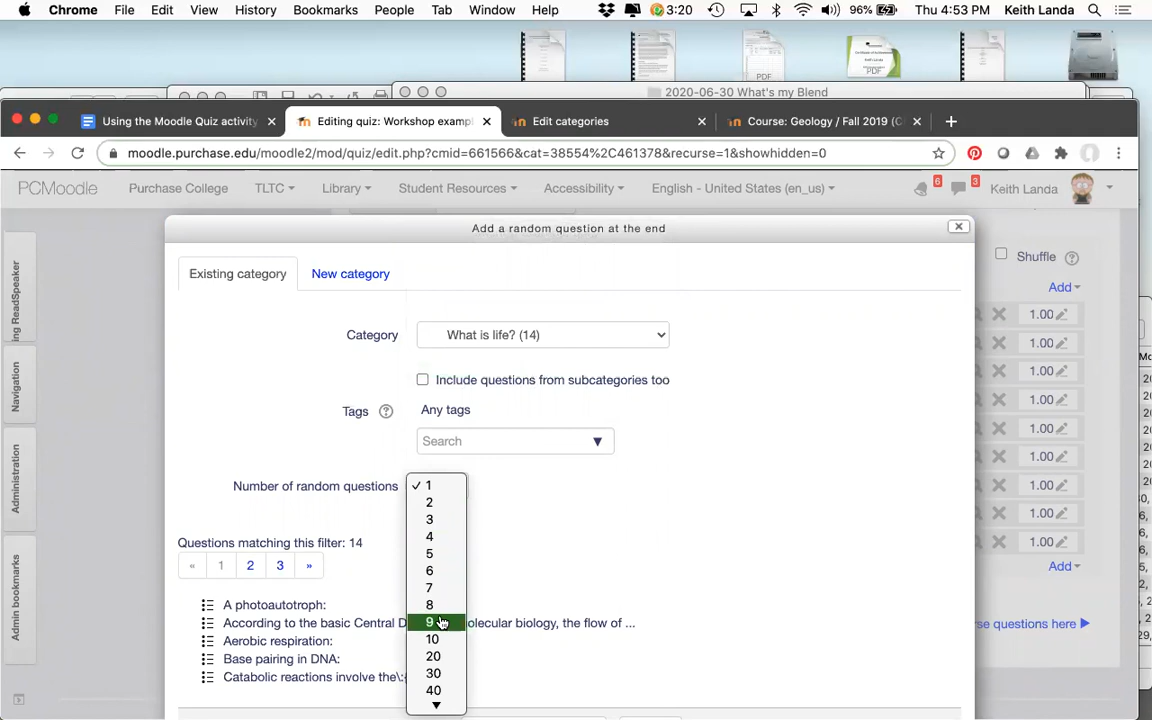 Chrome File Edit View History Bookmarks People Tab Window Help 3:20 96% Thu 4:53 PM Keith Landa
PDF
PDF
2020-06-30 What's my Blend
Using the Moodle Quiz activity
Editing quiz: Workshop exampl
Edit categories
Course: Geology / Fall 2019 (C
moodle.purchase.edu/moodle2/mod/quiz/edit.php?cmid=661566&cat=38554%2C461378&recurse=1&showhidden=0
PCMoodle Purchase College TLTC Library Student Resources Accessibility English - United States (en_us) 6 3 Keith Landa
Add a random question at the end
Existing category New category
Shuffle
Add
Category What is life? (14)
Include questions from subcategories too
Tags Any tags
Search
Number of random questions
✓ 1
2
3
4
5
6
7
8
9
10
20
30
40
Questions matching this filter: 14
« 1 2 3 »
A photoautotroph:
According to the basic Central D olecular biology, the flow of ...
Aerobic respiration:
Base pairing in DNA:
Catabolic reactions involve the\:
1.00
1.00
1.00
1.00
1.00
1.00
1.00
1.00
1.00
Add
se questions here
ng ReadSpeaker
Navigation
Administration
Admin bookmarks